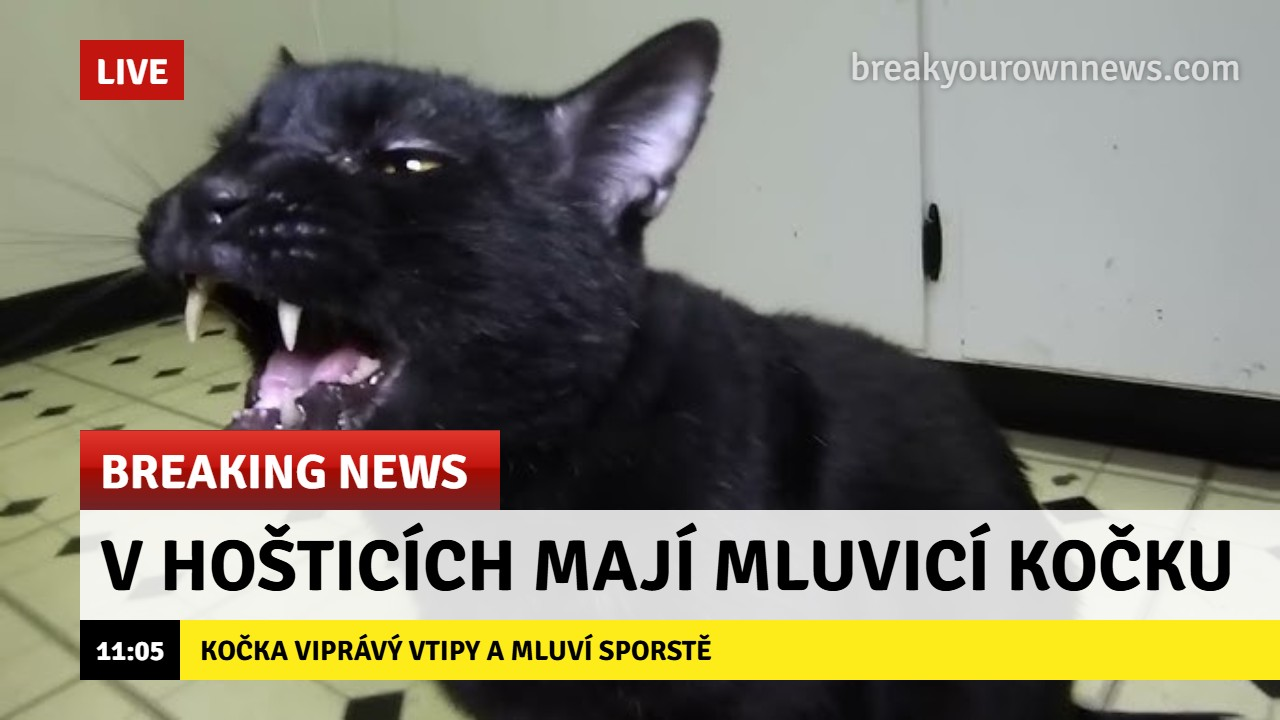 LIVE
breakyourownnews.com
BREAKING NEWS
V HOŠTICÍCH MAJÍ MLUVICÍ KOČKU
11:05 KOČKA VIPRÁVÝ VTIPY A MLUVÍ SPORSTĚ